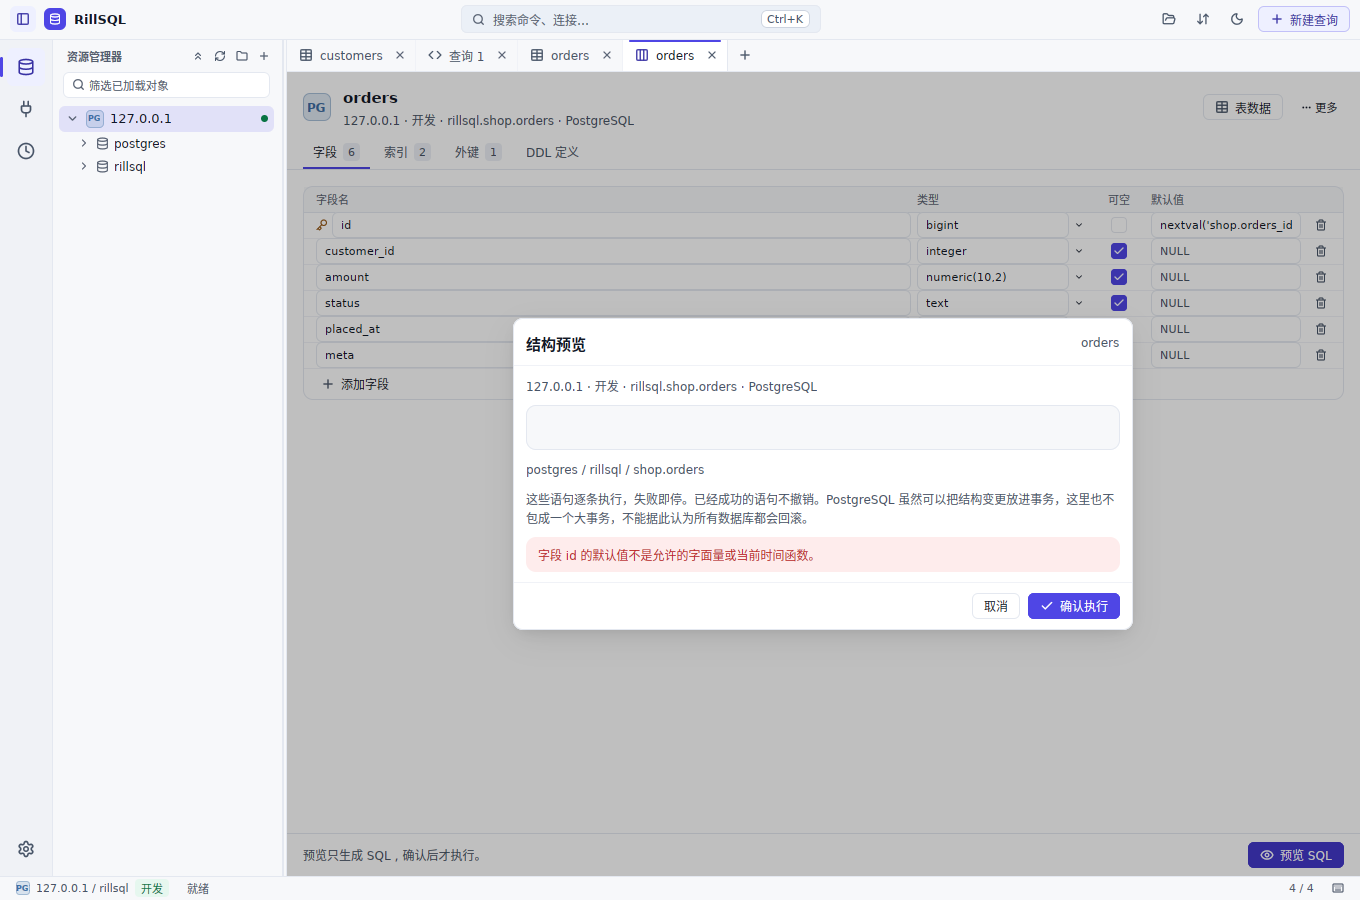 RillSQL
搜索命令、连接...
Ctrl+K
新建查询
资源管理器
筛选已加载对象
PG 127.0.0.1
postgres
rillsql
customers
查询 1
orders
orders
PG
orders
127.0.0.1 · 开发 · rillsql.shop.orders · PostgreSQL
表数据
··· 更多
字段 6
索引 2
外键 1
DDL 定义
字段名 类型 可空 默认值
id bigint nextval('shop.orders_id
customer_id integer NULL
amount numeric(10,2) NULL
status text NULL
placed_at NULL
meta NULL
添加字段
结构预览
orders
127.0.0.1 · 开发 · rillsql.shop.orders · PostgreSQL
postgres / rillsql / shop.orders
这些语句逐条执行，失败即停。已经成功的语句不撤销。PostgreSQL 虽然可以把结构变更放进事务，这里也不
包成一个大事务，不能据此认为所有数据库都会回滚。
字段 id 的默认值不是允许的字面量或当前时间函数。
取消
确认执行
预览只生成 SQL，确认后才执行。
预览 SQL
PG 127.0.0.1 / rillsql 开发 就绪
4 / 4